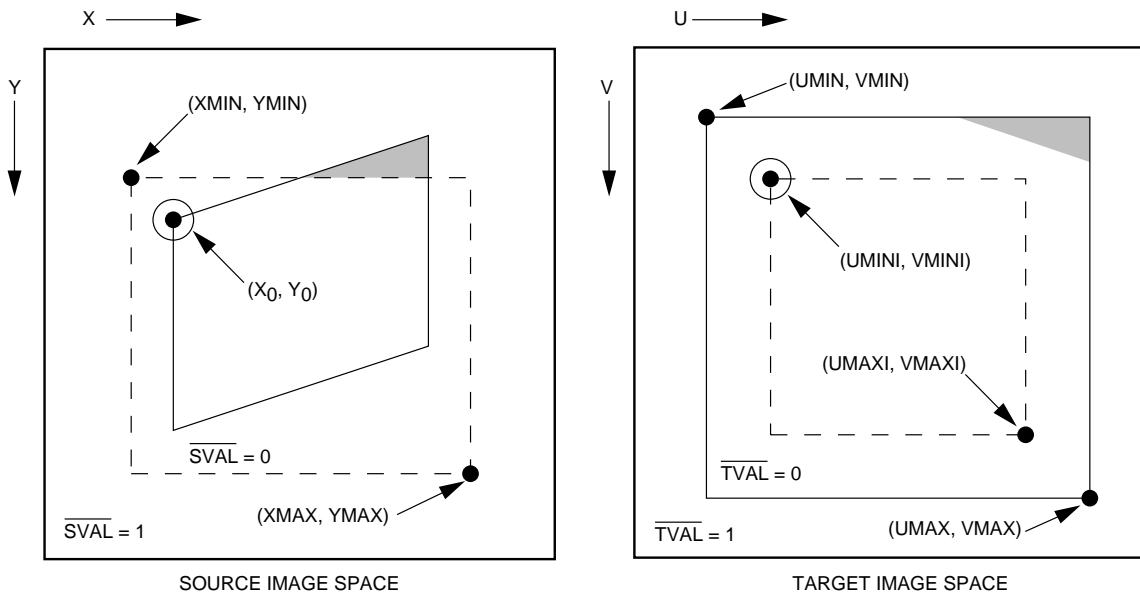 X
Y
(XMIN, YMIN)
(X0, Y0)
SVAL = 0
(XMAX, YMAX)
SVAL = 1
SOURCE IMAGE SPACE
U
V
(UMIN, VMIN)
(UMINI, VMINI)
(UMAXI, VMAXI)
TVAL = 0
(UMAX, VMAX)
TVAL = 1
TARGET IMAGE SPACE